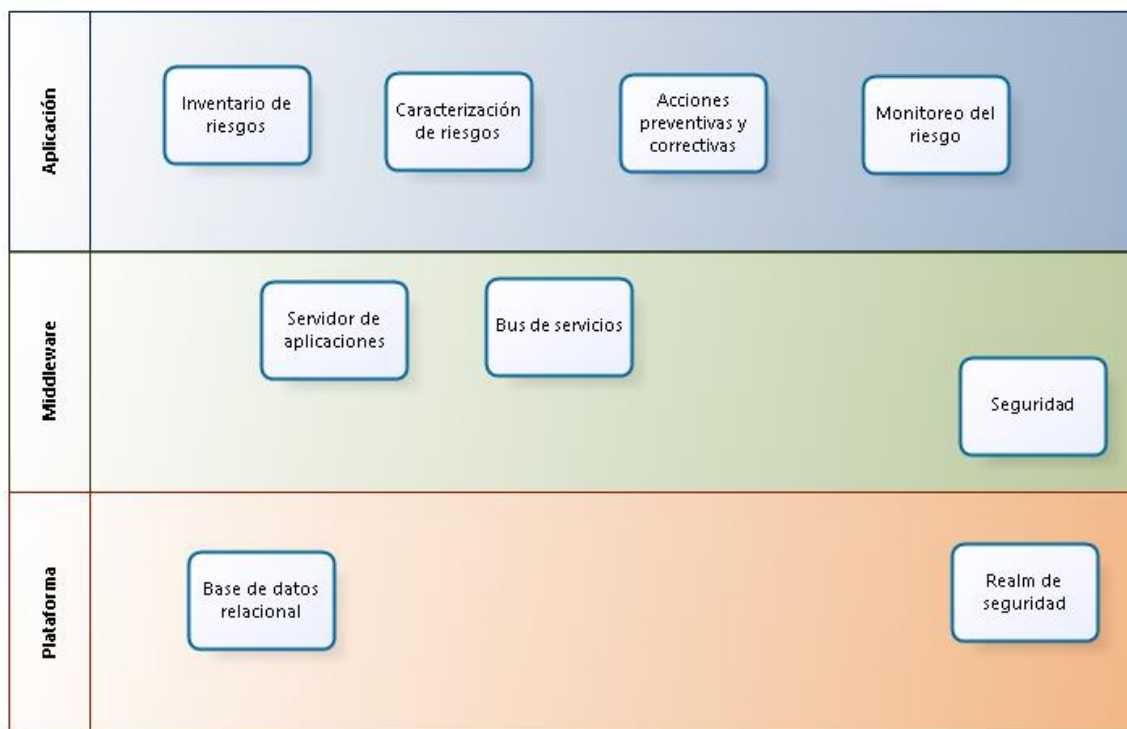 Aplicación
Inventario de
riesgos
Caracterización
de riesgos
Acciones
preventivas y
correctivas
Monitoreo del
riesgo
Middleware
Servidor de
aplicaciones
Bus de servicios
Seguridad
Plataforma
Base de datos
relacional
Realm de
seguridad